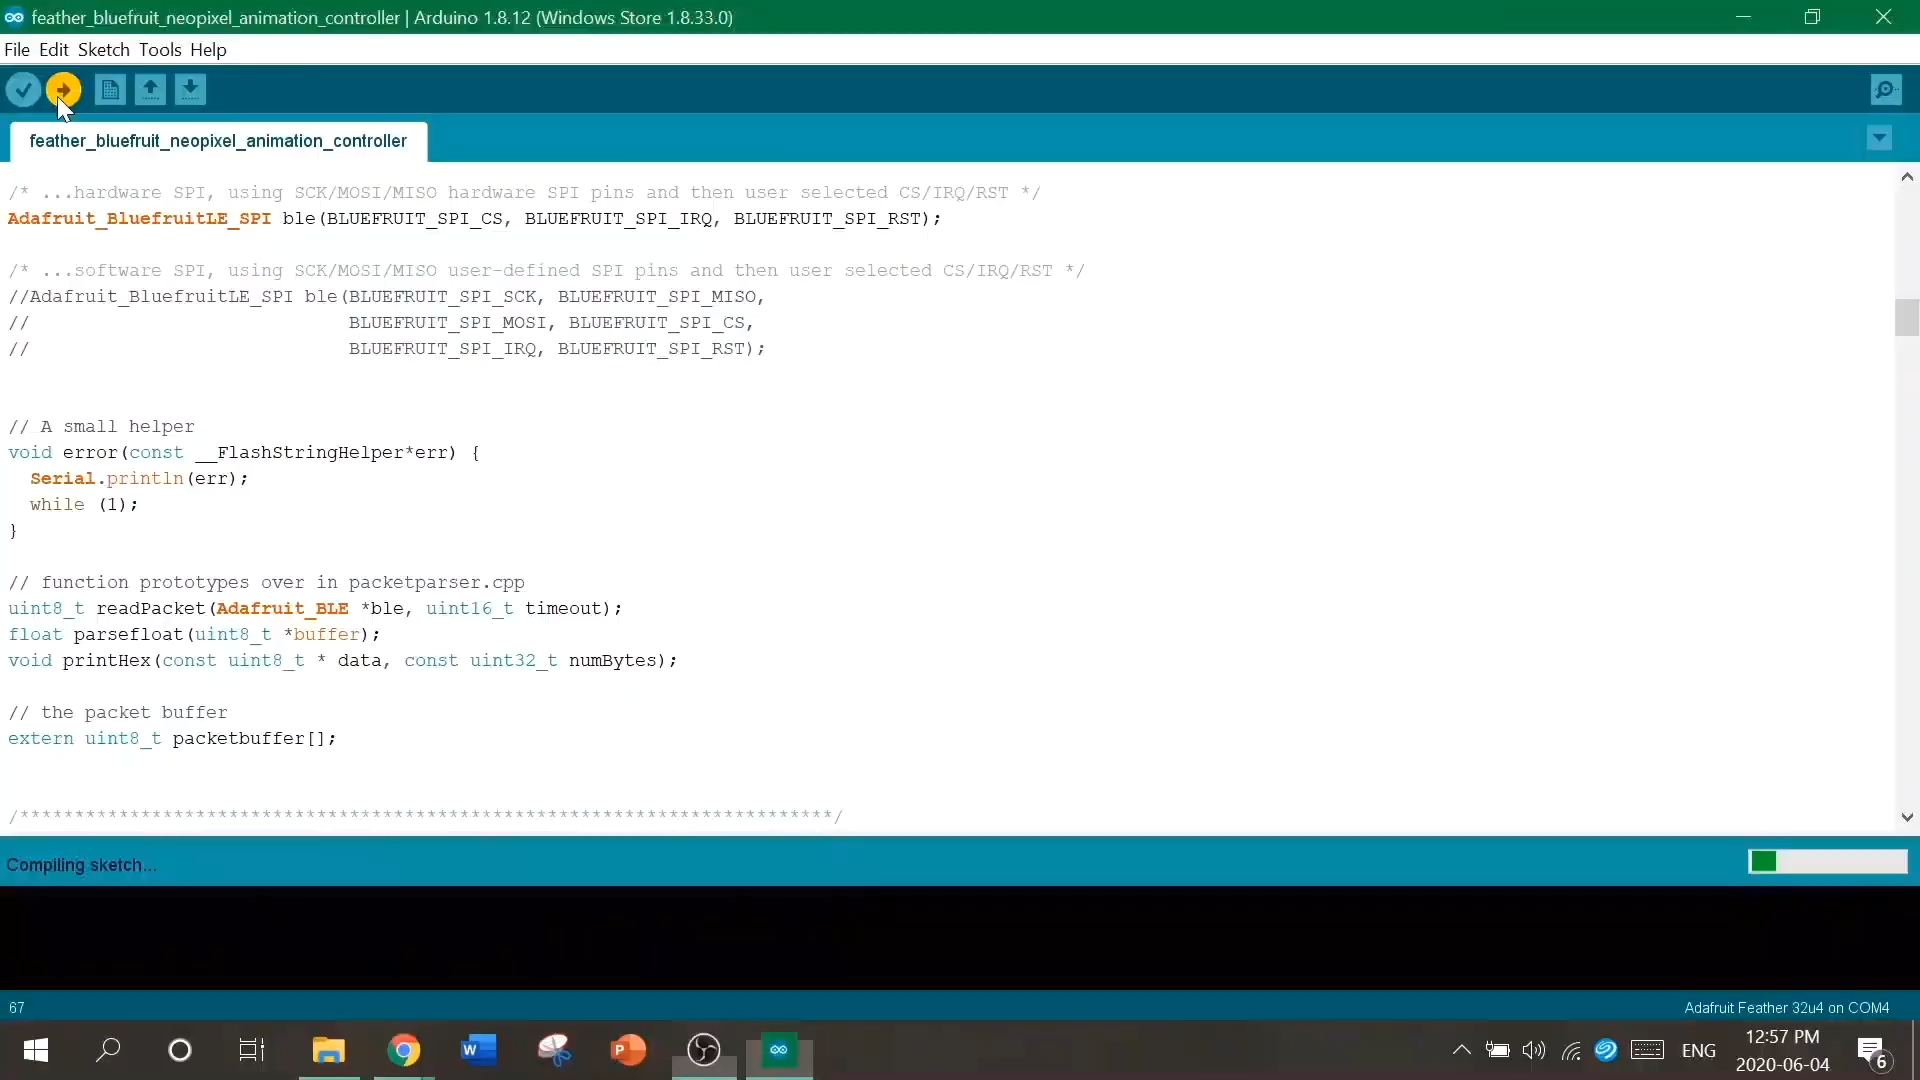 feather_bluefruit_neopixel_animation_controller | Arduino 1.8.12 (Windows Store 1.8.33.0)
File Edit Sketch Tools Help
feather_bluefruit_neopixel_animation_controller
/* ...hardware SPI, using SCK/MOSI/MISO hardware SPI pins and then user selected CS/IRQ/RST */
Adafruit_BluefruitLE_SPI ble(BLUEFRUIT_SPI_CS, BLUEFRUIT_SPI_IRQ, BLUEFRUIT_SPI_RST);
/* ...software SPI, using SCK/MOSI/MISO user-defined SPI pins and then user selected CS/IRQ/RST */
//Adafruit_BluefruitLE_SPI ble(BLUEFRUIT_SPI_SCK, BLUEFRUIT_SPI_MISO,
//                             BLUEFRUIT_SPI_MOSI, BLUEFRUIT_SPI_CS,
//                             BLUEFRUIT_SPI_IRQ, BLUEFRUIT_SPI_RST);
// A small helper
void error(const __FlashStringHelper*err) {
  Serial.println(err);
  while (1);
}
// function prototypes over in packetparser.cpp
uint8_t readPacket(Adafruit_BLE *ble, uint16_t timeout);
float parsefloat(uint8_t *buffer);
void printHex(const uint8_t * data, const uint32_t numBytes);
// the packet buffer
extern uint8_t packetbuffer[];
/**************************************************************************/
Compiling sketch...
67
Adafruit Feather 32u4 on COM4
ENG
12:57 PM
2020-06-04
6